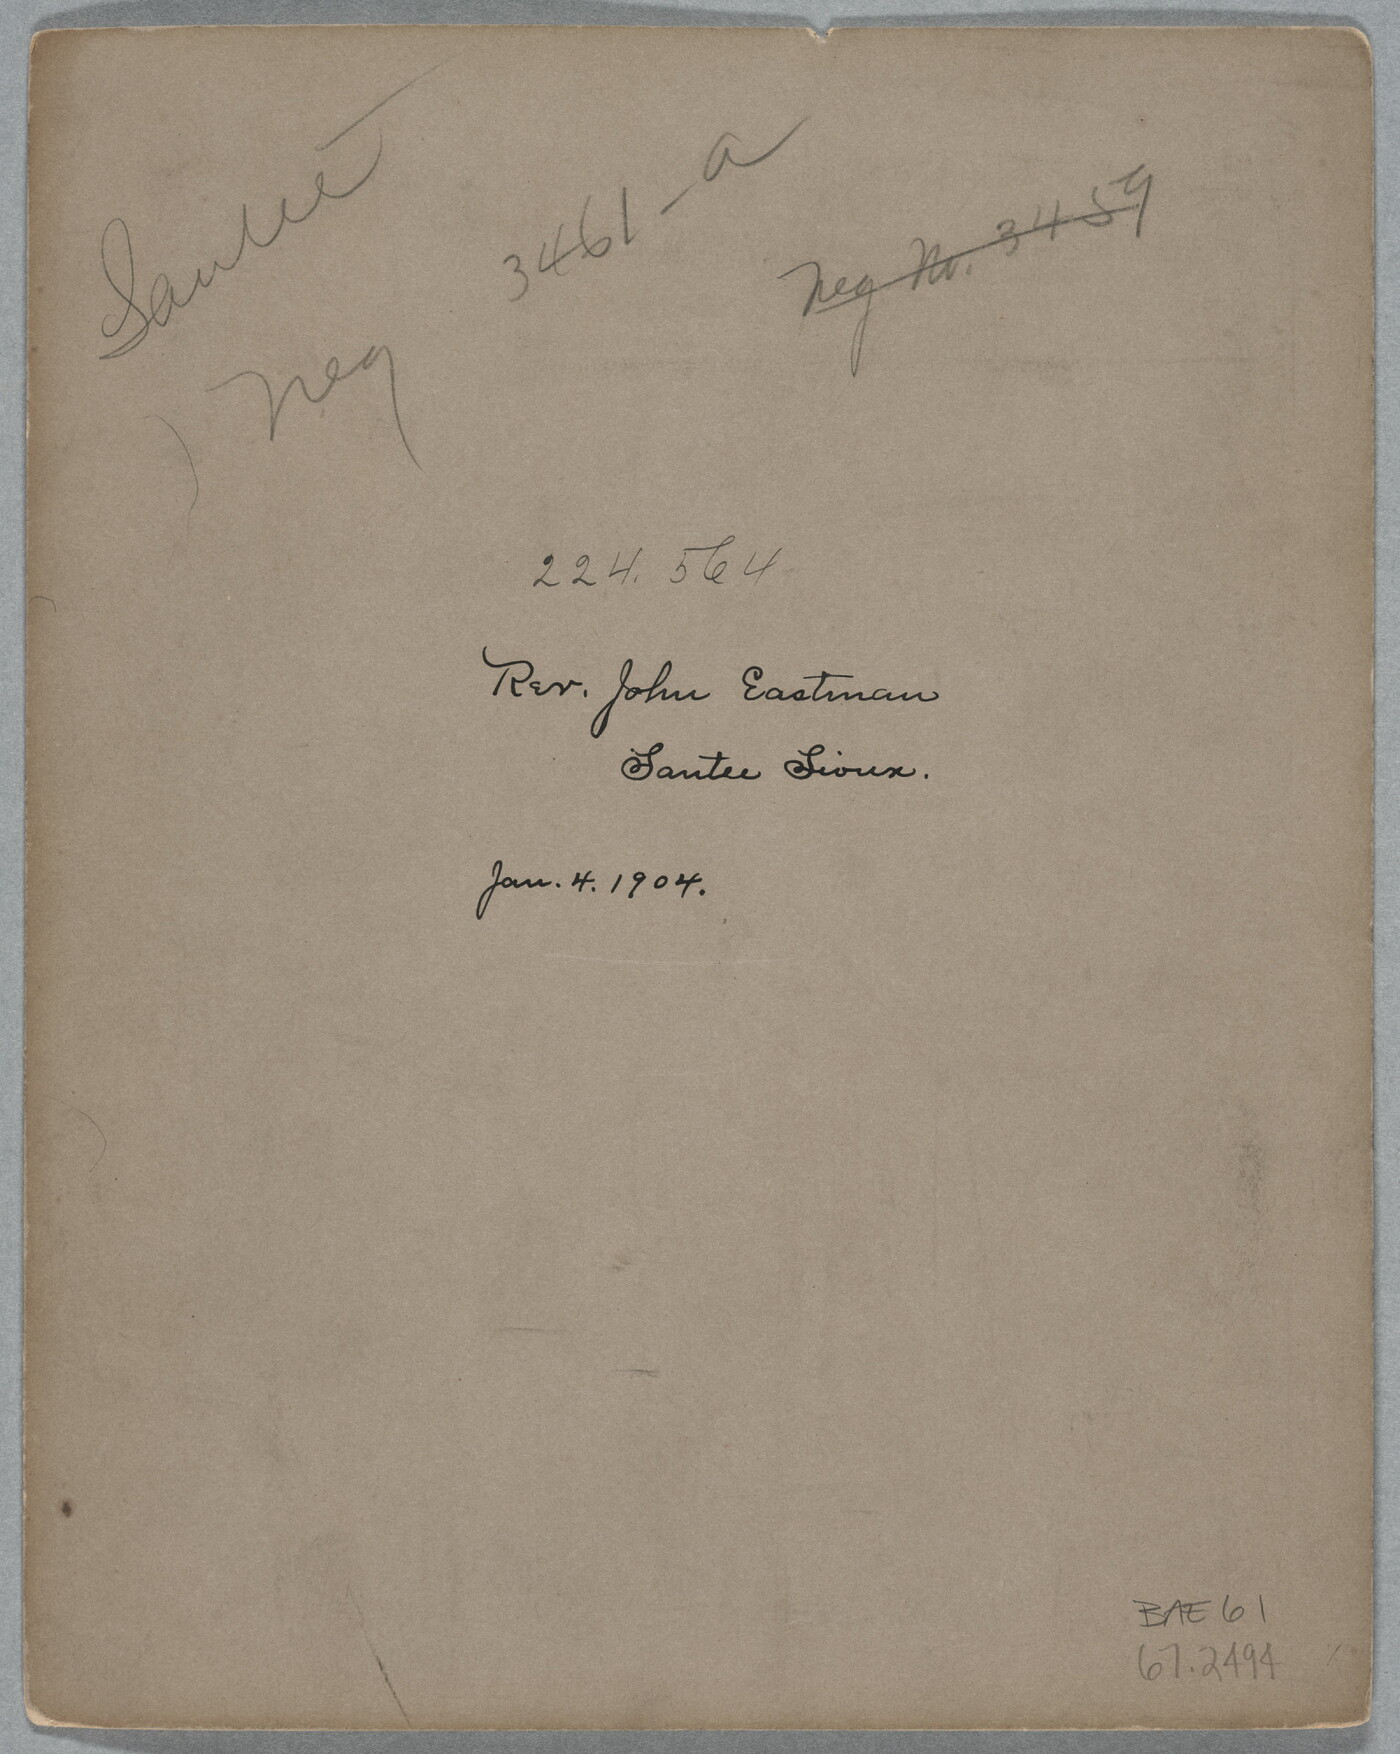 Santee
Neg 3461-a
Neg No. 3459
224.564
Rev. John Eastman
Santee Sioux.
Jan. 4. 1904.
BAE 61
67.2494